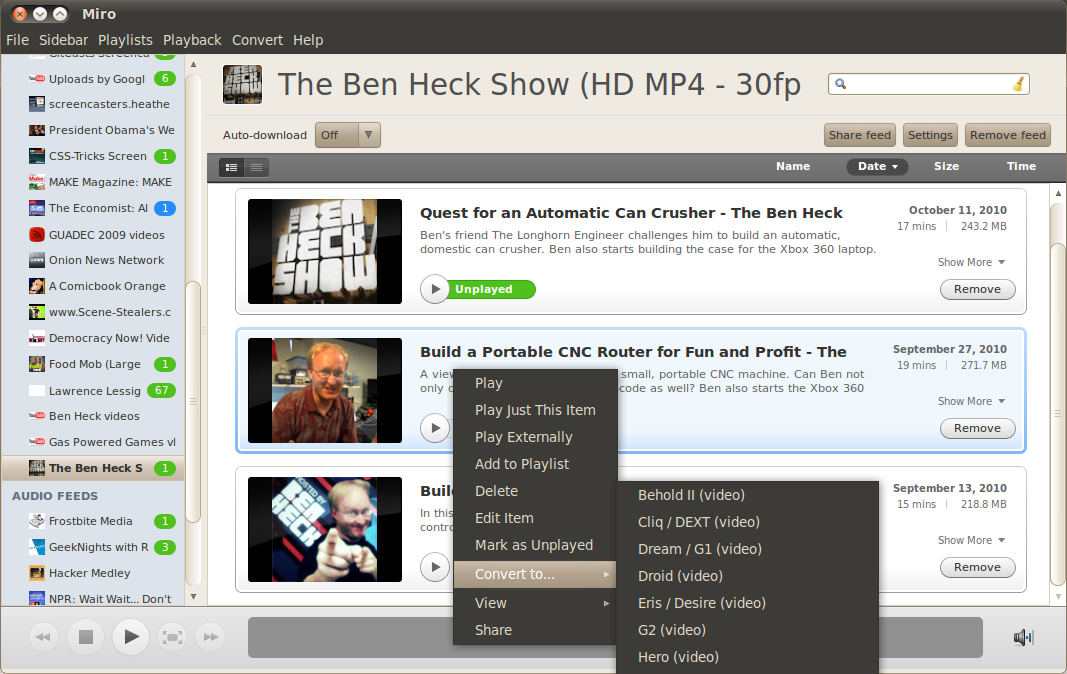 Miro
File Sidebar Playlists Playback Convert Help
Uploads by Googl 6
screencasters.heathe
President Obama's We
CSS-Tricks Screen 1
MAKE Magazine: MAKE
The Economist: Al 1
GUADEC 2009 videos
Onion News Network
A Comicbook Orange
www.Scene-Stealers.c
Democracy Now! Vide
Food Mob (Large 1
Lawrence Lessig 67
Ben Heck videos
Gas Powered Games vl
The Ben Heck S 1
AUDIO FEEDS
Frostbite Media 1
GeekNights with R 3
Hacker Medley
NPR: Wait Wait... Don't
The Ben Heck Show (HD MP4 - 30fp
Auto-download Off
Share feed Settings Remove feed
Name Date Size Time
THE BEN HECK SHOW
Quest for an Automatic Can Crusher - The Ben Heck
Ben's friend The Longhorn Engineer challenges him to build an automatic,
domestic can crusher. Ben also starts building the case for the Xbox 360 laptop.
Unplayed
October 11, 2010
17 mins 243.2 MB
Show More
Remove
Build a Portable CNC Router for Fun and Profit - The
A view small, portable CNC machine. Can Ben not
only -code as well? Ben also starts the Xbox 360
September 27, 2010
19 mins 271.7 MB
Show More
Remove
HOSTED BY
BEN HECK
In this
contro
September 13, 2010
15 mins 218.8 MB
Show More
Remove
Play
Play Just This Item
Play Externally
Add to Playlist
Delete
Edit Item
Mark as Unplayed
Convert to...
View
Share
Behold II (video)
Cliq / DEXT (video)
Dream / G1 (video)
Droid (video)
Eris / Desire (video)
G2 (video)
Hero (video)